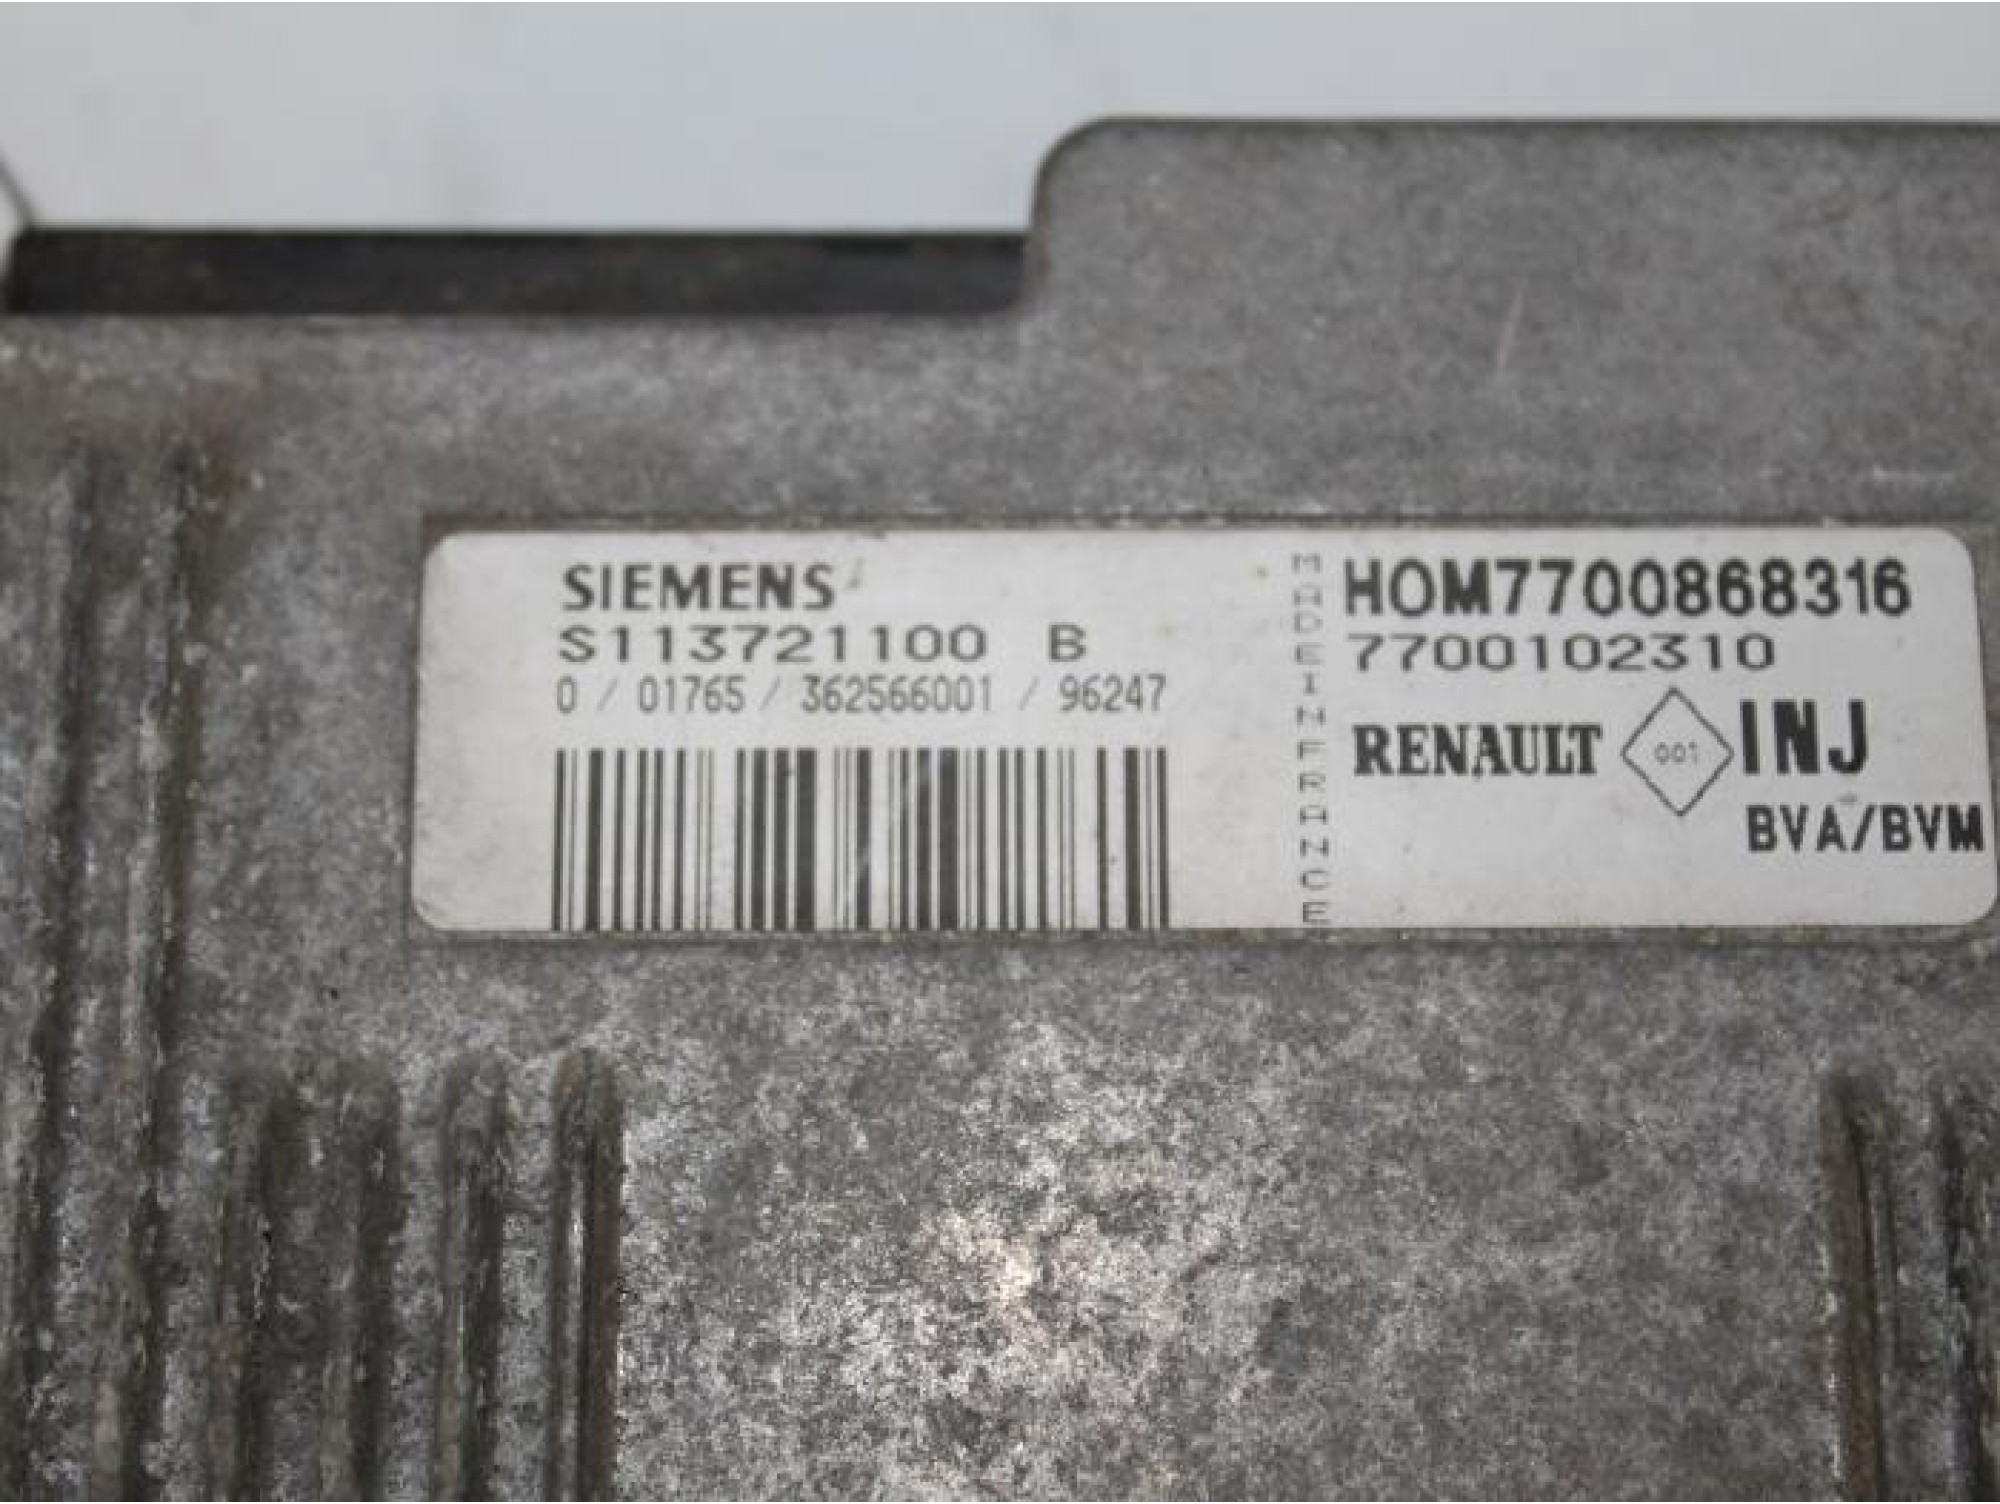 SIEMENS
S113721100 B
0 / 01765 / 362566001 / 96247
MADE IN FRANCE
HOM7700868316
7700102310
RENAULT 001 INJ
BVA/BVM